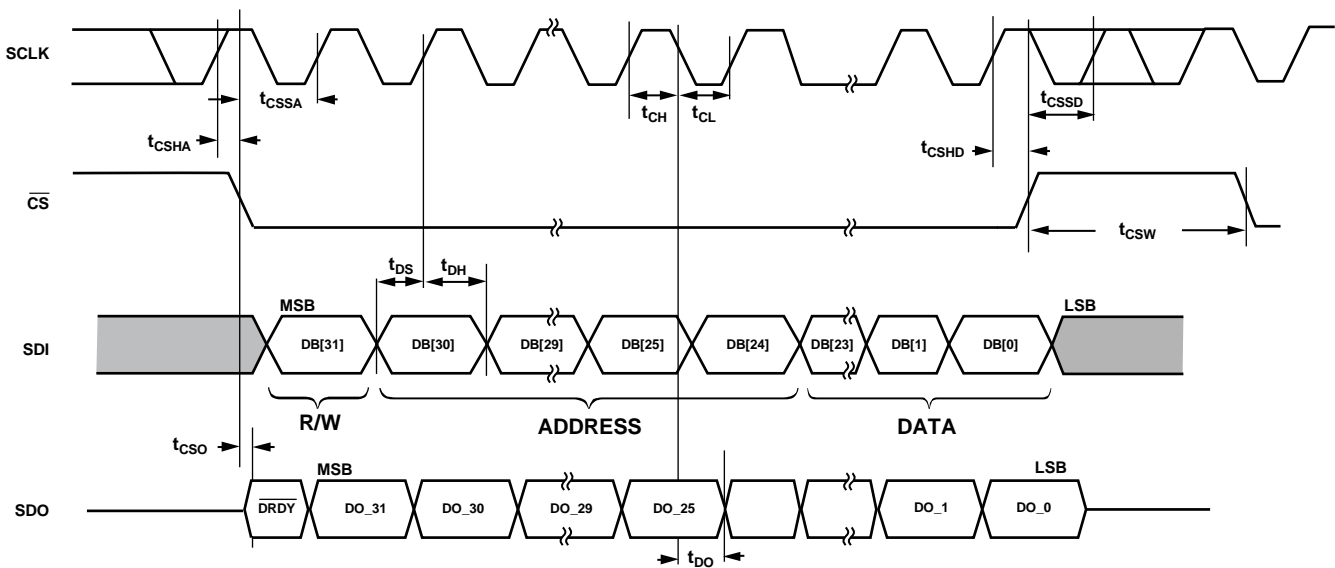 SCLK
tCSSA
tCH
tCL
tCSSD
tCSHA
tCSHD
CS
tCSW
tDS
tDH
MSB
LSB
SDI
DB[31]
DB[30]
DB[29]
DB[25]
DB[24]
DB[23]
DB[1]
DB[0]
R/W
ADDRESS
DATA
tCSO
MSB
LSB
SDO
DRDY
DO_31
DO_30
DO_29
DO_25
DO_1
DO_0
tDO